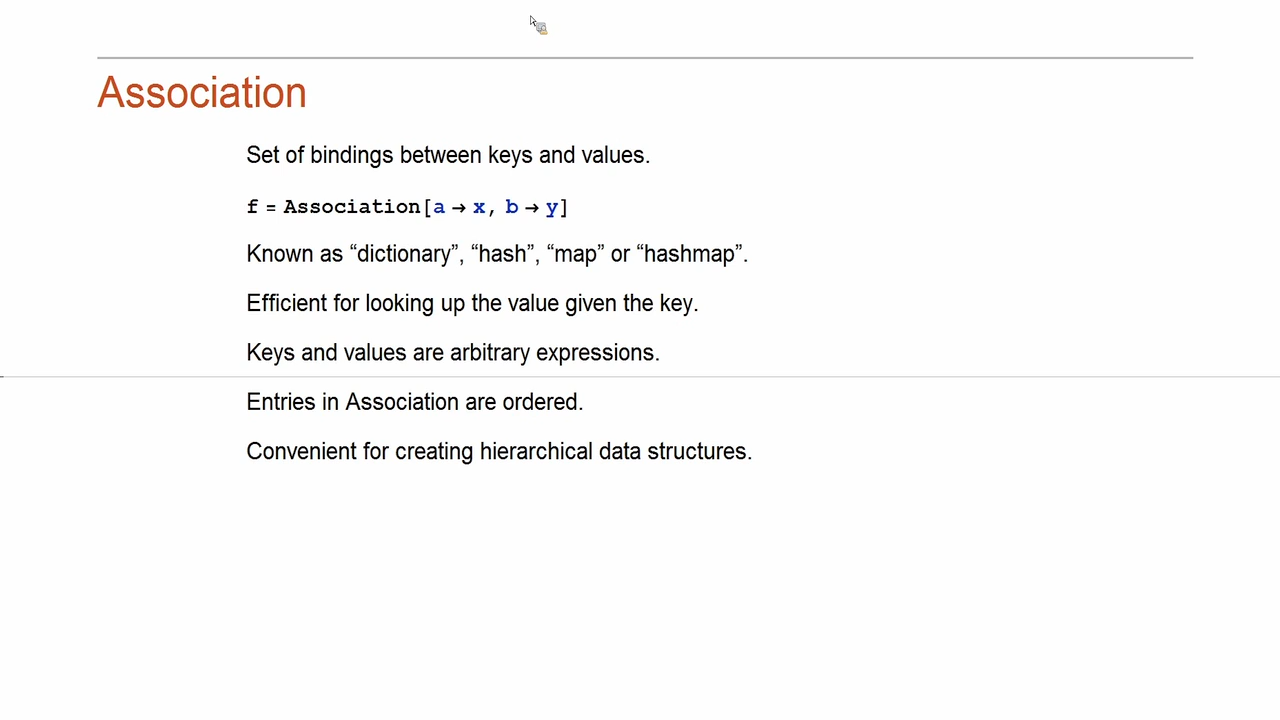 Association
Set of bindings between keys and values.
f = Association[a → x, b → y]
Known as “dictionary”, “hash”, “map” or “hashmap”.
Efficient for looking up the value given the key.
Keys and values are arbitrary expressions.
Entries in Association are ordered.
Convenient for creating hierarchical data structures.